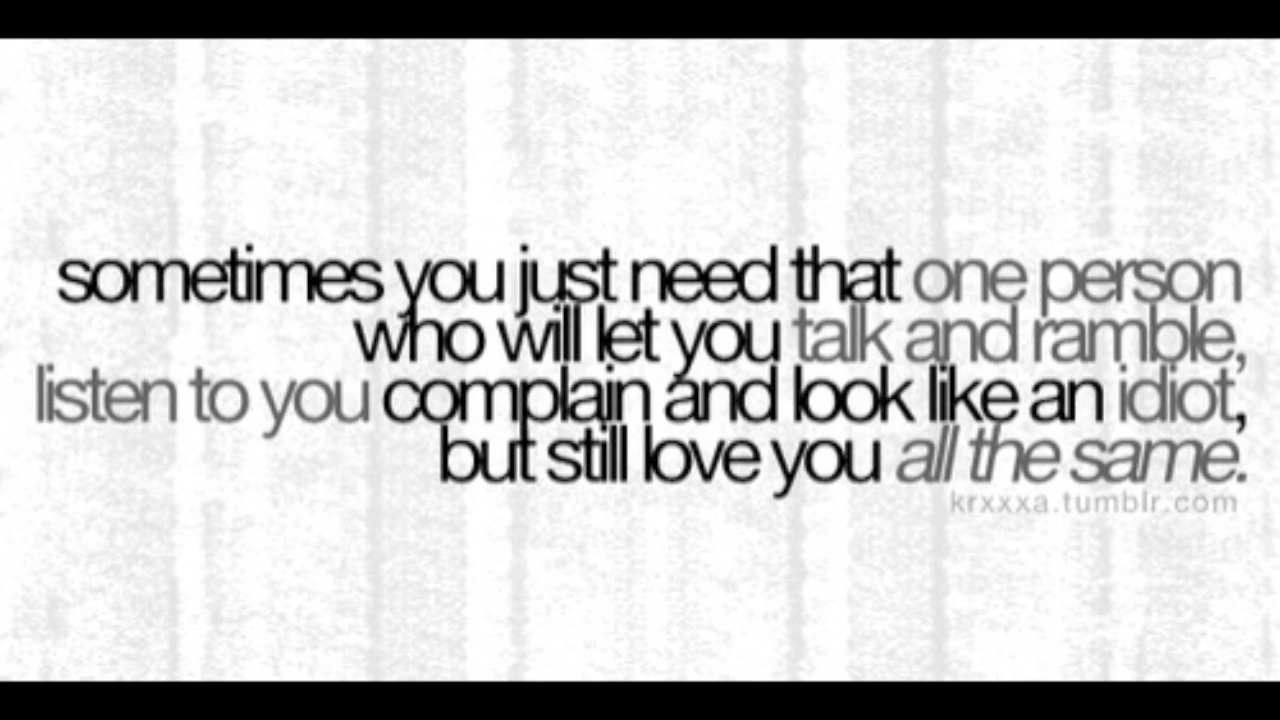 sometimes you just need that one person
who will let you talk and ramble,
listen to you complain and look like an idiot,
but still love you all the same.
krxxxa.tumblr.com